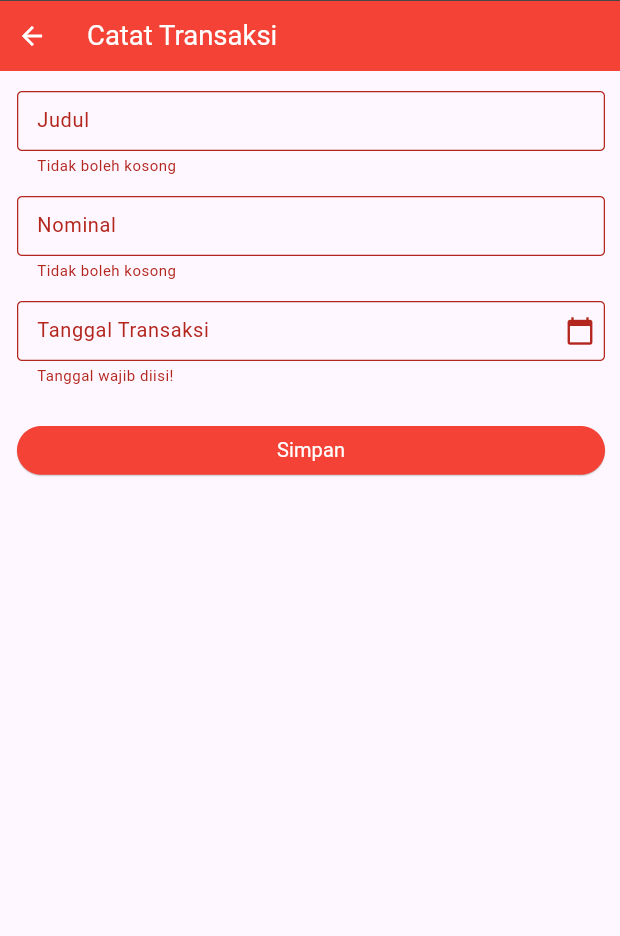 Catat Transaksi
Judul
Tidak boleh kosong
Nominal
Tidak boleh kosong
Tanggal Transaksi
Tanggal wajib diisi!
Simpan